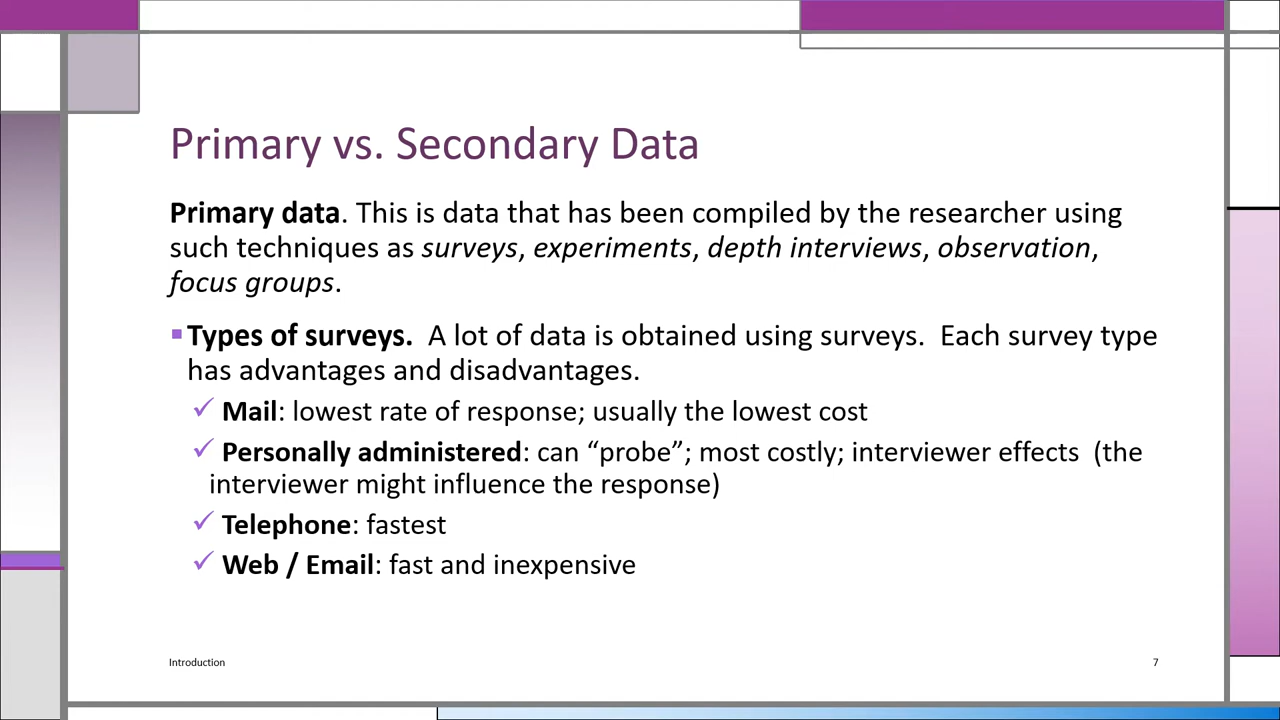 Primary vs. Secondary Data
Primary data. This is data that has been compiled by the researcher using
such techniques as surveys, experiments, depth interviews, observation,
focus groups.
▪Types of surveys.  A lot of data is obtained using surveys.  Each survey type
has advantages and disadvantages.
✓ Mail: lowest rate of response; usually the lowest cost
✓ Personally administered: can “probe”; most costly; interviewer effects  (the
interviewer might influence the response)
✓ Telephone: fastest
✓ Web / Email: fast and inexpensive
Introduction
7